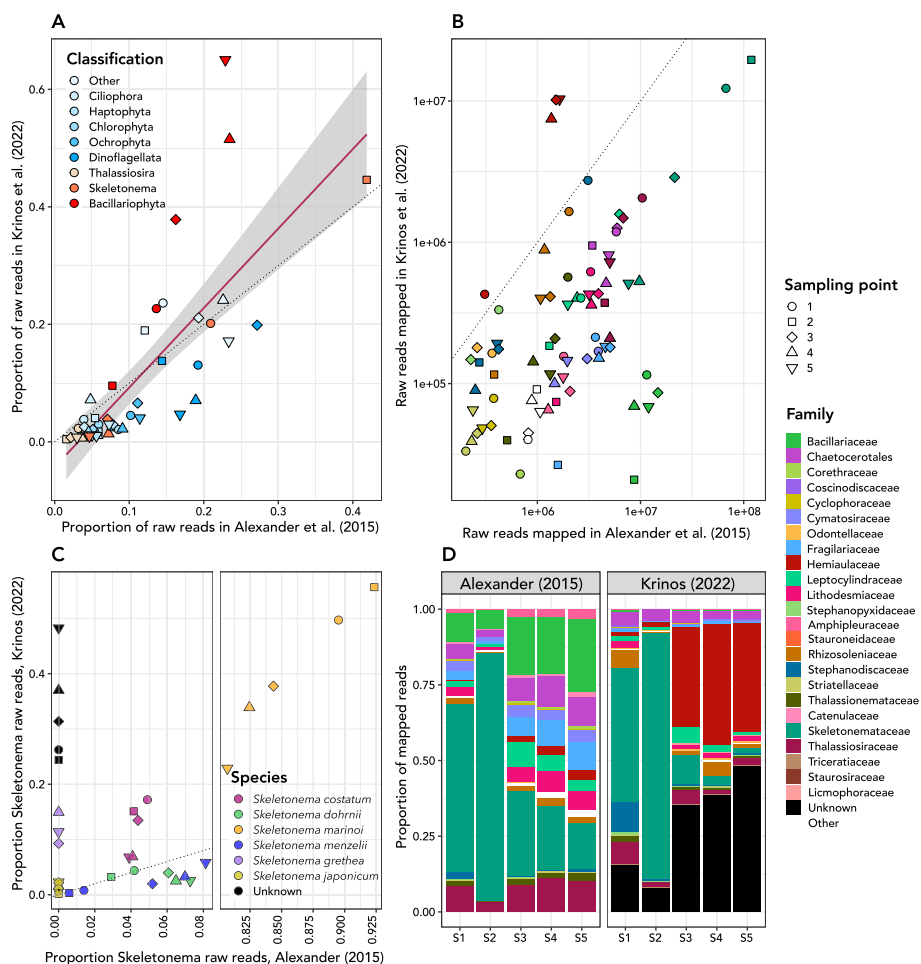 A
Proportion of raw reads in Krinos et al. (2022)
0.6
0.4
0.2
0.0
Classification
Other
Ciliophora
Haptophyta
Chlorophyta
Ochrophyta
Dinoflagellata
Thalassiosira
Skeletonema
Bacillariophyta
0.0
0.1
0.2
0.3
0.4
Proportion of raw reads in Alexander et al. (2015)
B
Raw reads mapped in Krinos et al. (2022)
1e+07
1e+06
1e+05
1e+06
1e+07
1e+08
Raw reads mapped in Alexander et al. (2015)
Sampling point
1
2
3
4
5
Family
Bacillariaceae
Chaetocerotales
Corethraceae
Coscinodiscaceae
Cyclophoraceae
Cymatosiraceae
Odontellaceae
Fragilariaceae
Hemiaulaceae
Leptocylindraceae
Lithodesmiaceae
Stephanopyxidaceae
Amphipleuraceae
Stauroneidaceae
Rhizosoleniaceae
Stephanodiscaceae
Striatellaceae
Thalassionemataceae
Catenulaceae
Skeletonemataceae
Thalassiosiraceae
Triceratiaceae
Staurosiraceae
Licmophoraceae
Unknown
Other
C
Proportion Skeletonema raw reads, Krinos (2022)
0.4
0.2
0.0
Species
Skeletonema costatum
Skeletonema dohrnii
Skeletonema marinoi
Skeletonema menzelii
Skeletonema grethea
Skeletonema japonicum
Unknown
0.00
0.02
0.04
0.06
0.08
0.825
0.850
0.875
0.900
0.925
Proportion Skeletonema raw reads, Alexander (2015)
D
Alexander (2015)
Krinos (2022)
Proportion of mapped reads
1.00
0.75
0.50
0.25
0.00
S1
S2
S3
S4
S5
S1
S2
S3
S4
S5